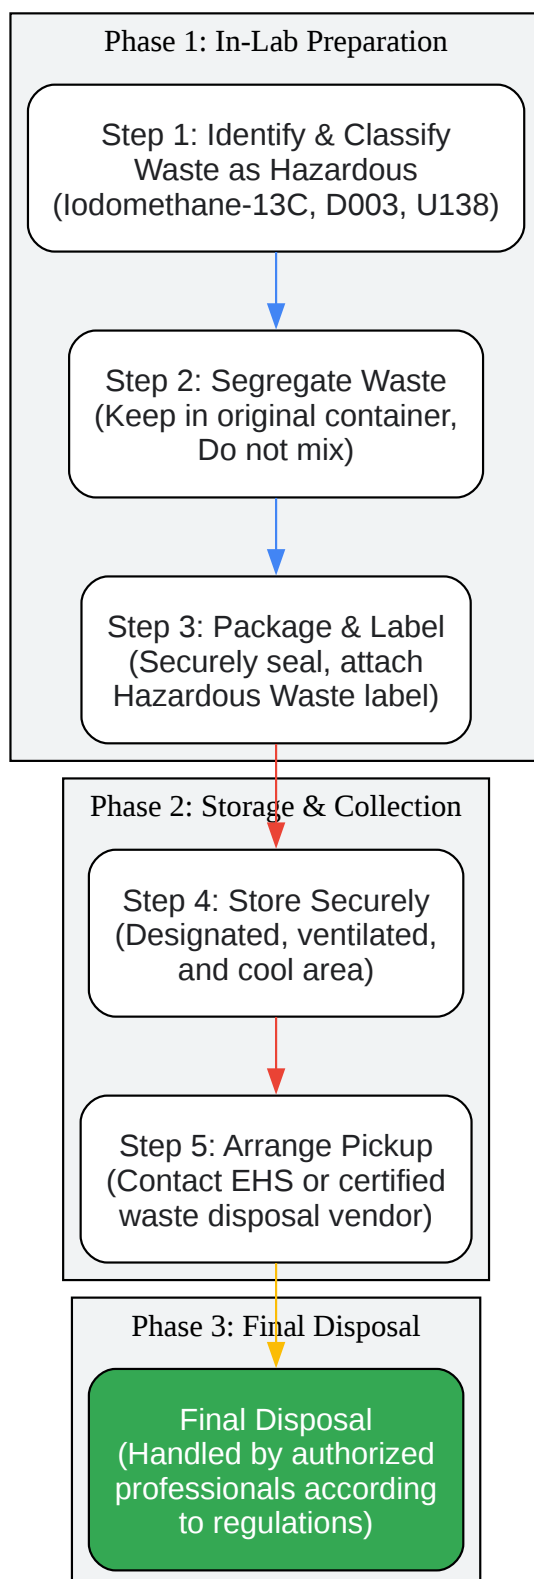 Phase 1: In-Lab Preparation
Step 1: Identify & Classify
Waste as Hazardous
(Iodomethane-13C, D003, U138)
Step 2: Segregate Waste
(Keep in original container,
Do not mix)
Step 3: Package & Label
(Securely seal, attach
Hazardous Waste label)
Phase 2: Storage & Collection
Step 4: Store Securely
(Designated, ventilated,
and cool area)
Step 5: Arrange Pickup
(Contact EHS or certified
waste disposal vendor)
Phase 3: Final Disposal
Final Disposal
(Handled by authorized
professionals according
to regulations)